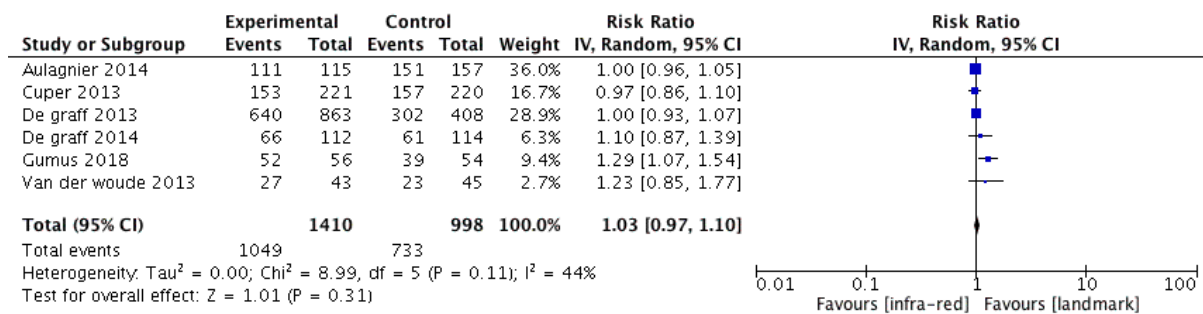 Experimental Control Risk Ratio Risk Ratio
Study or Subgroup Events Total Events Total Weight IV, Random, 95% CI IV, Random, 95% CI
Aulagnier 2014 111 115 151 157 36.0% 1.00 [0.96, 1.05]
Cuper 2013 153 221 157 220 16.7% 0.97 [0.86, 1.10]
De graff 2013 640 863 302 408 28.9% 1.00 [0.93, 1.07]
De graff 2014 66 112 61 114 6.3% 1.10 [0.87, 1.39]
Gumus 2018 52 56 39 54 9.4% 1.29 [1.07, 1.54]
Van der woude 2013 27 43 23 45 2.7% 1.23 [0.85, 1.77]
Total (95% CI) 1410 998 100.0% 1.03 [0.97, 1.10]
Total events 1049 733
Heterogeneity: Tau² = 0.00; Chi² = 8.99, df = 5 (P = 0.11); I² = 44%
Test for overall effect: Z = 1.01 (P = 0.31)
0.01 0.1 1 10 100
Favours [infra-red] Favours [landmark]